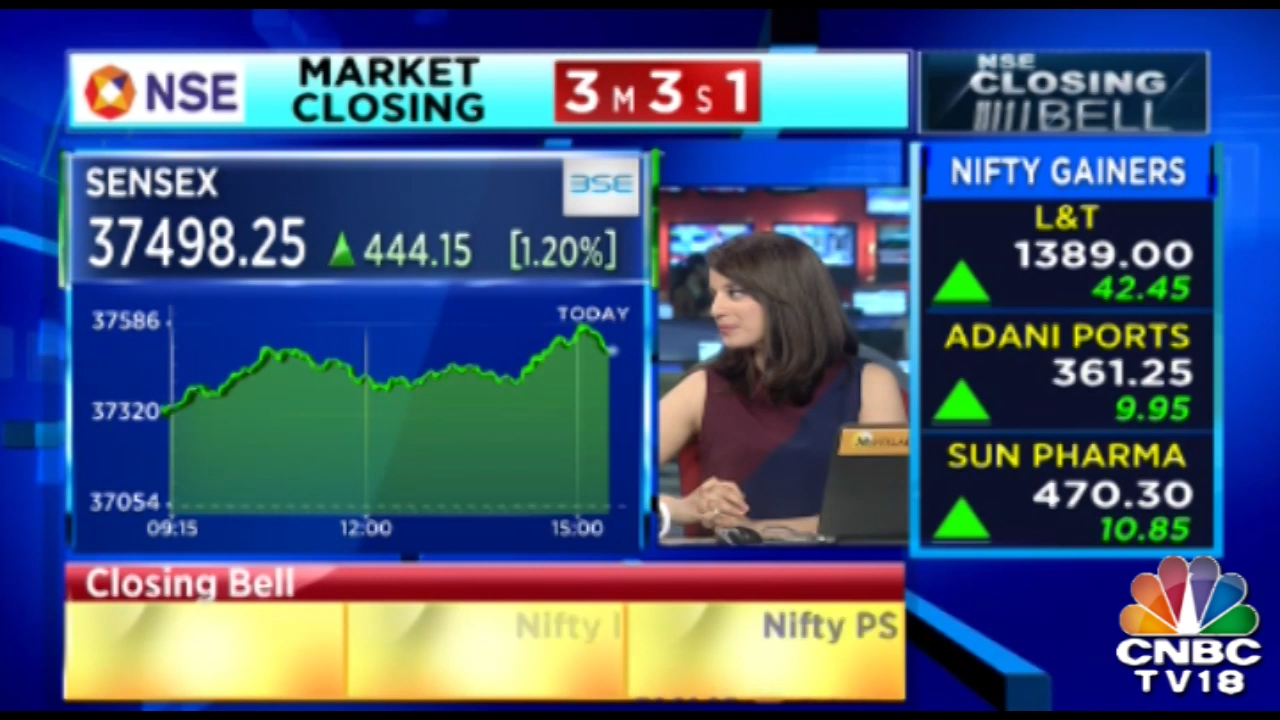 NSE
MARKET
CLOSING
3 M 3 S 1
NSE
CLOSING
BELL
SENSEX
BSE
37498.25 444.15 [1.20%]
TODAY
37586
37320
37054
09:15 12:00 15:00
NIFTY GAINERS
L&T
1389.00
42.45
ADANI PORTS
361.25
9.95
SUN PHARMA
470.30
10.85
Closing Bell
Nifty
Nifty PS
CNBC
TV18